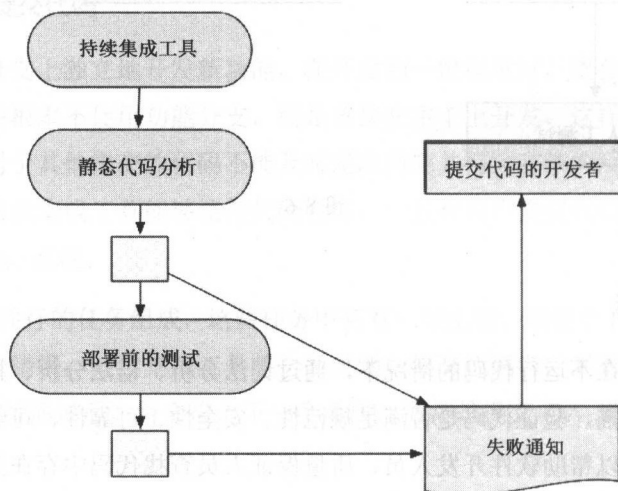 持续集成工具
静态代码分析
提交代码的开发者
部署前的测试
失败通知